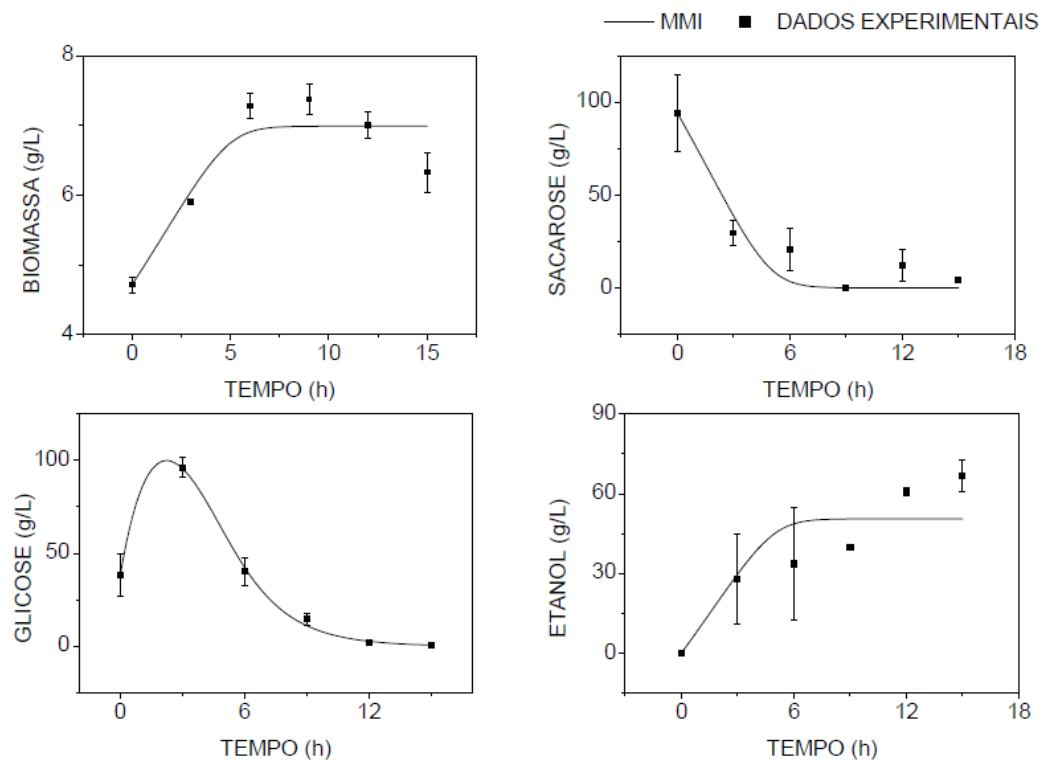 MMI DADOS EXPERIMENTAIS
8
6
4
BIOMASSA (g/L)
0 5 10 15
TEMPO (h)
100
50
0
SACAROSE (g/L)
0 6 12 18
TEMPO (h)
100
50
0
GLICOSE (g/L)
0 6 12
TEMPO (h)
90
60
30
0
ETANOL (g/L)
0 6 12 18
TEMPO (h)